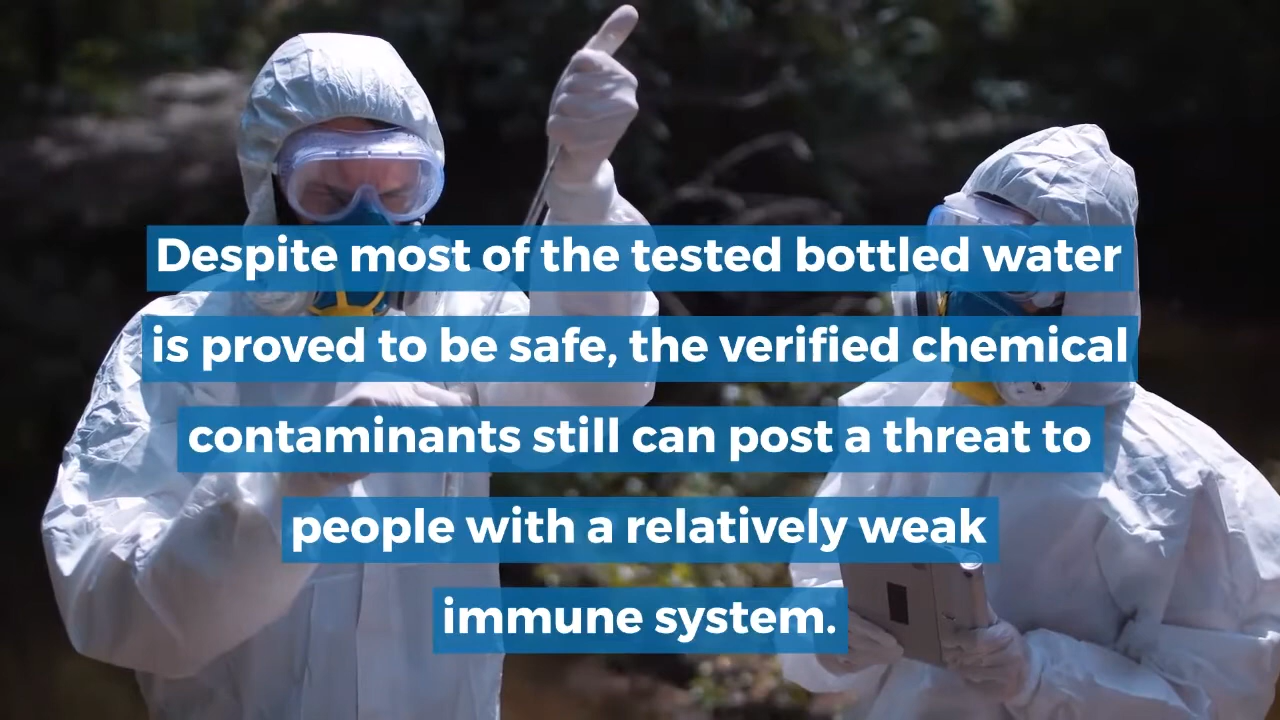 Despite most of the tested bottled water
is proved to be safe, the verified chemical
contaminants still can post a threat to
people with a relatively weak
immune system.